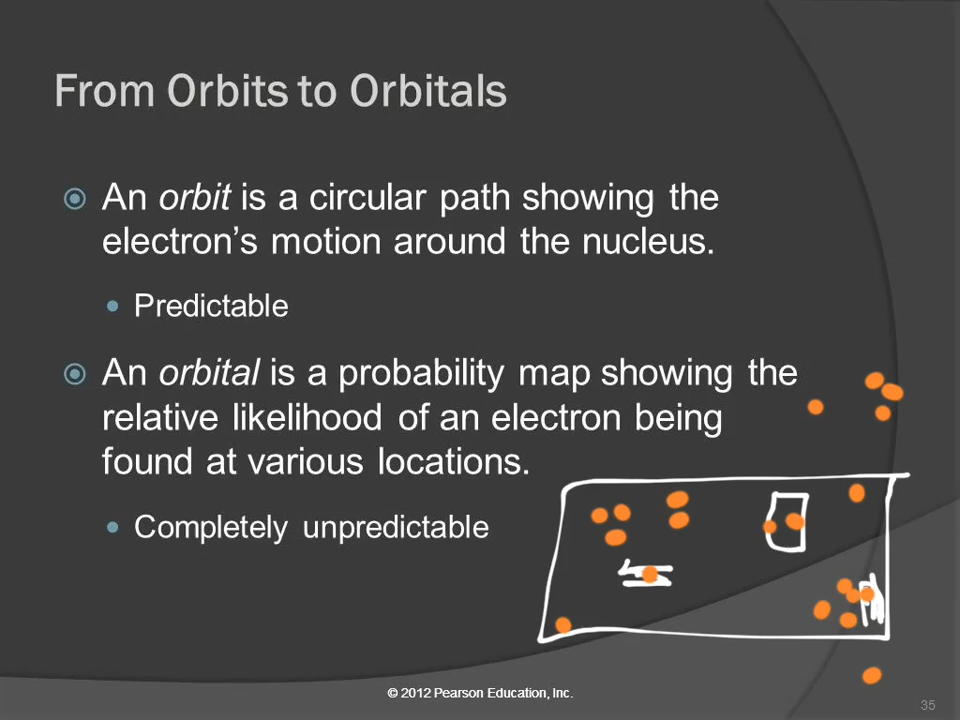 From Orbits to Orbitals
An orbit is a circular path showing the
electron’s motion around the nucleus.
Predictable
An orbital is a probability map showing the
relative likelihood of an electron being
found at various locations.
Completely unpredictable
© 2012 Pearson Education, Inc.
35